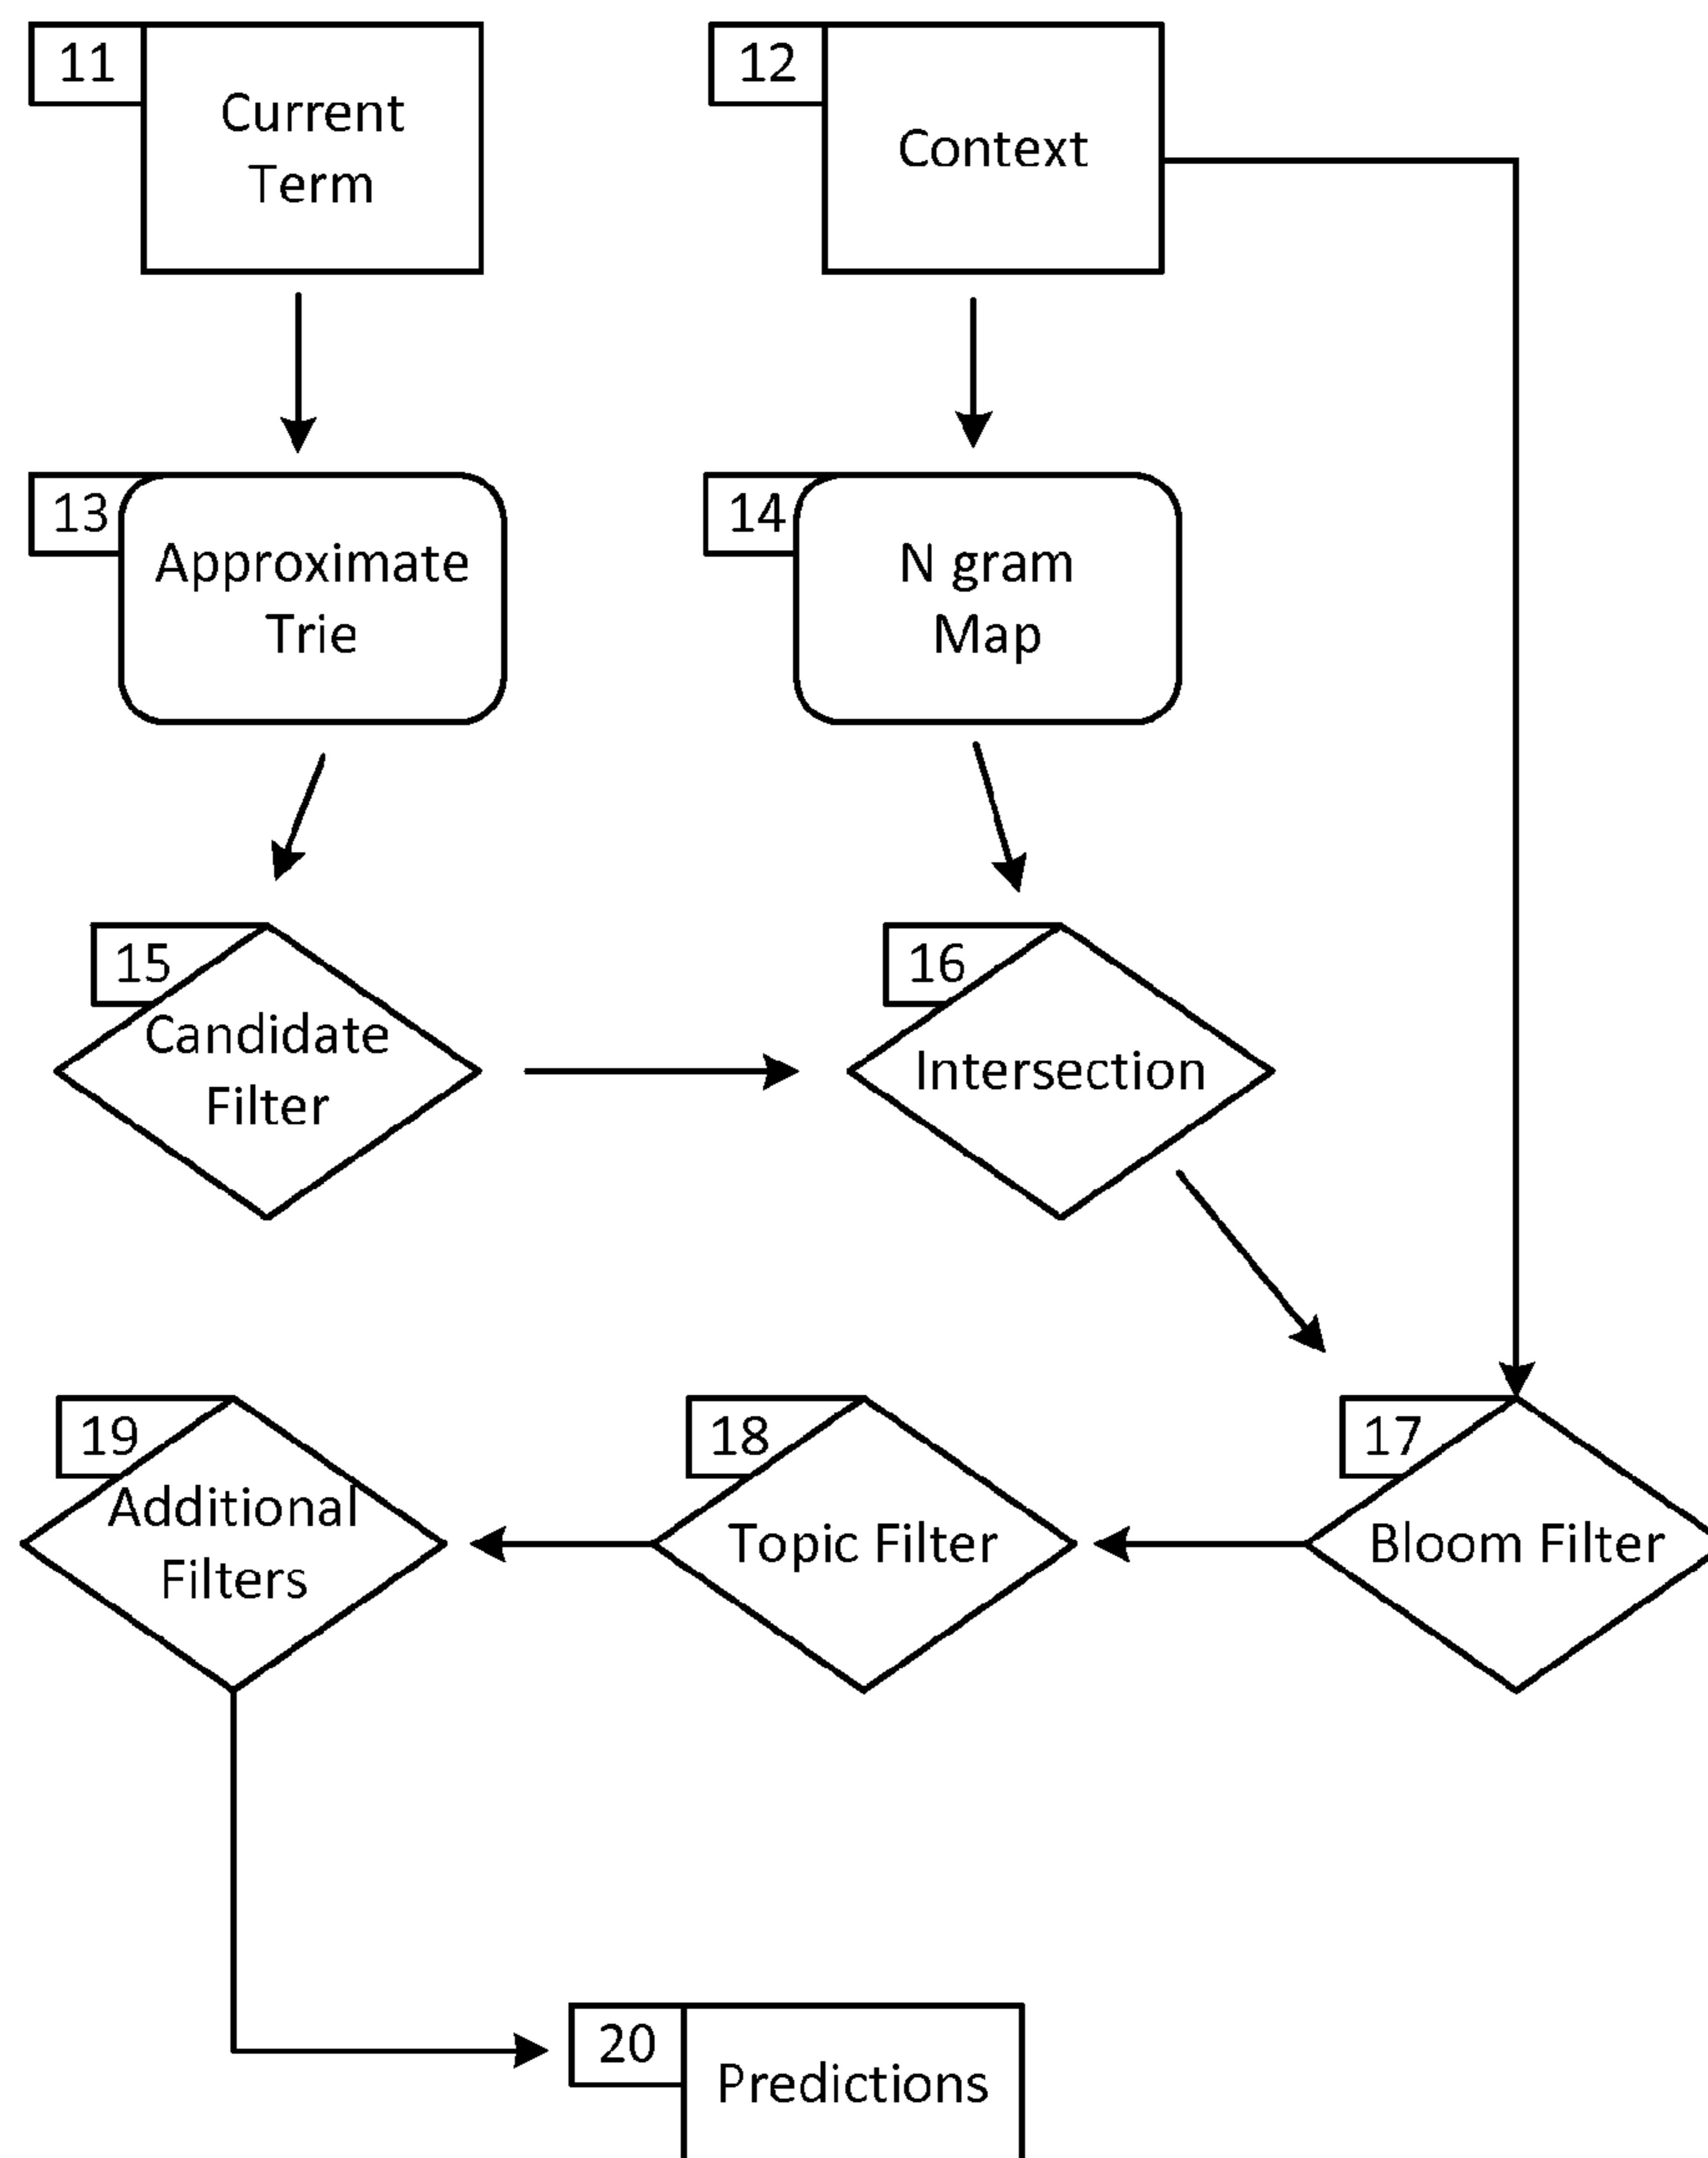 11
Current
Term
12
Context
13
Approximate
Trie
14
N gram
Map
15
Candidate
Filter
16
Intersection
17
Bloom Filter
18
Topic Filter
19
Additional
Filters
20
Predictions